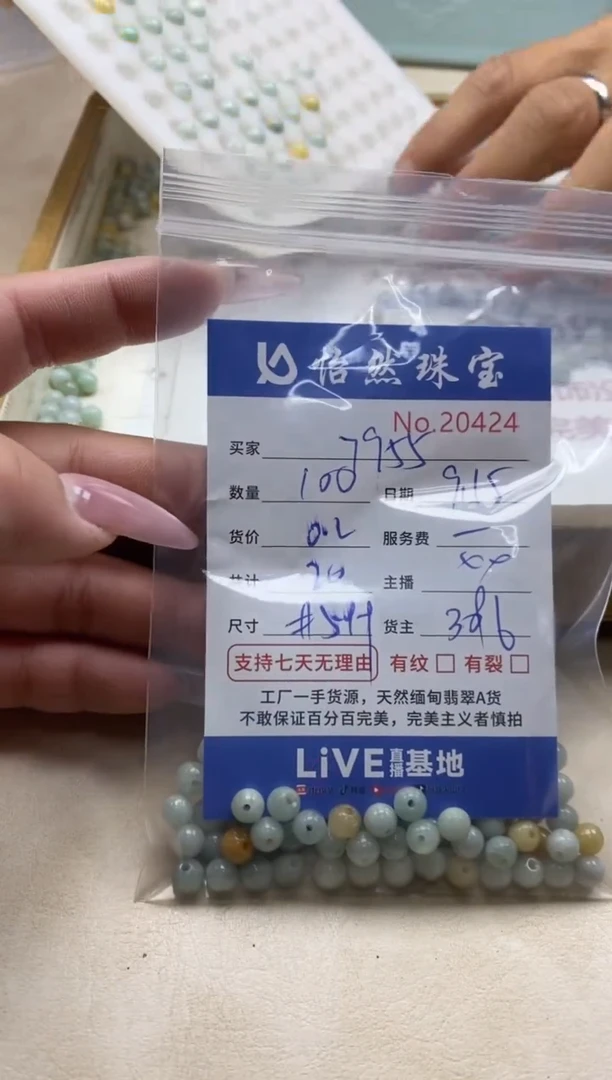 怡然珠宝
No.20424
买家 7955
数量 100 日期 9.15
货价 0.2 服务费 —
共计 20 主播 xx
尺寸 货主
支持七天无理由 有纹 □ 有裂 □
工厂一手货源，天然缅甸翡翠A货
不敢保证百分百完美，完美主义者慎拍
LiVE直播基地